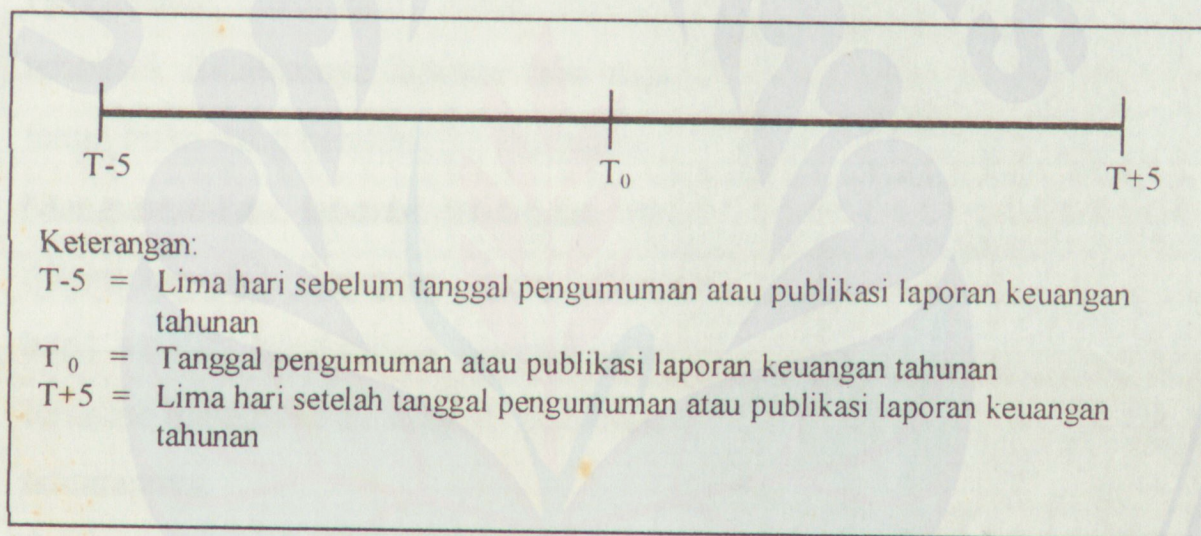 T-5 T₀ T+5
Keterangan:
T-5 = Lima hari sebelum tanggal pengumuman atau publikasi laporan keuangan
tahunan
T ₀ = Tanggal pengumuman atau publikasi laporan keuangan tahunan
T+5 = Lima hari setelah tanggal pengumuman atau publikasi laporan keuangan
tahunan